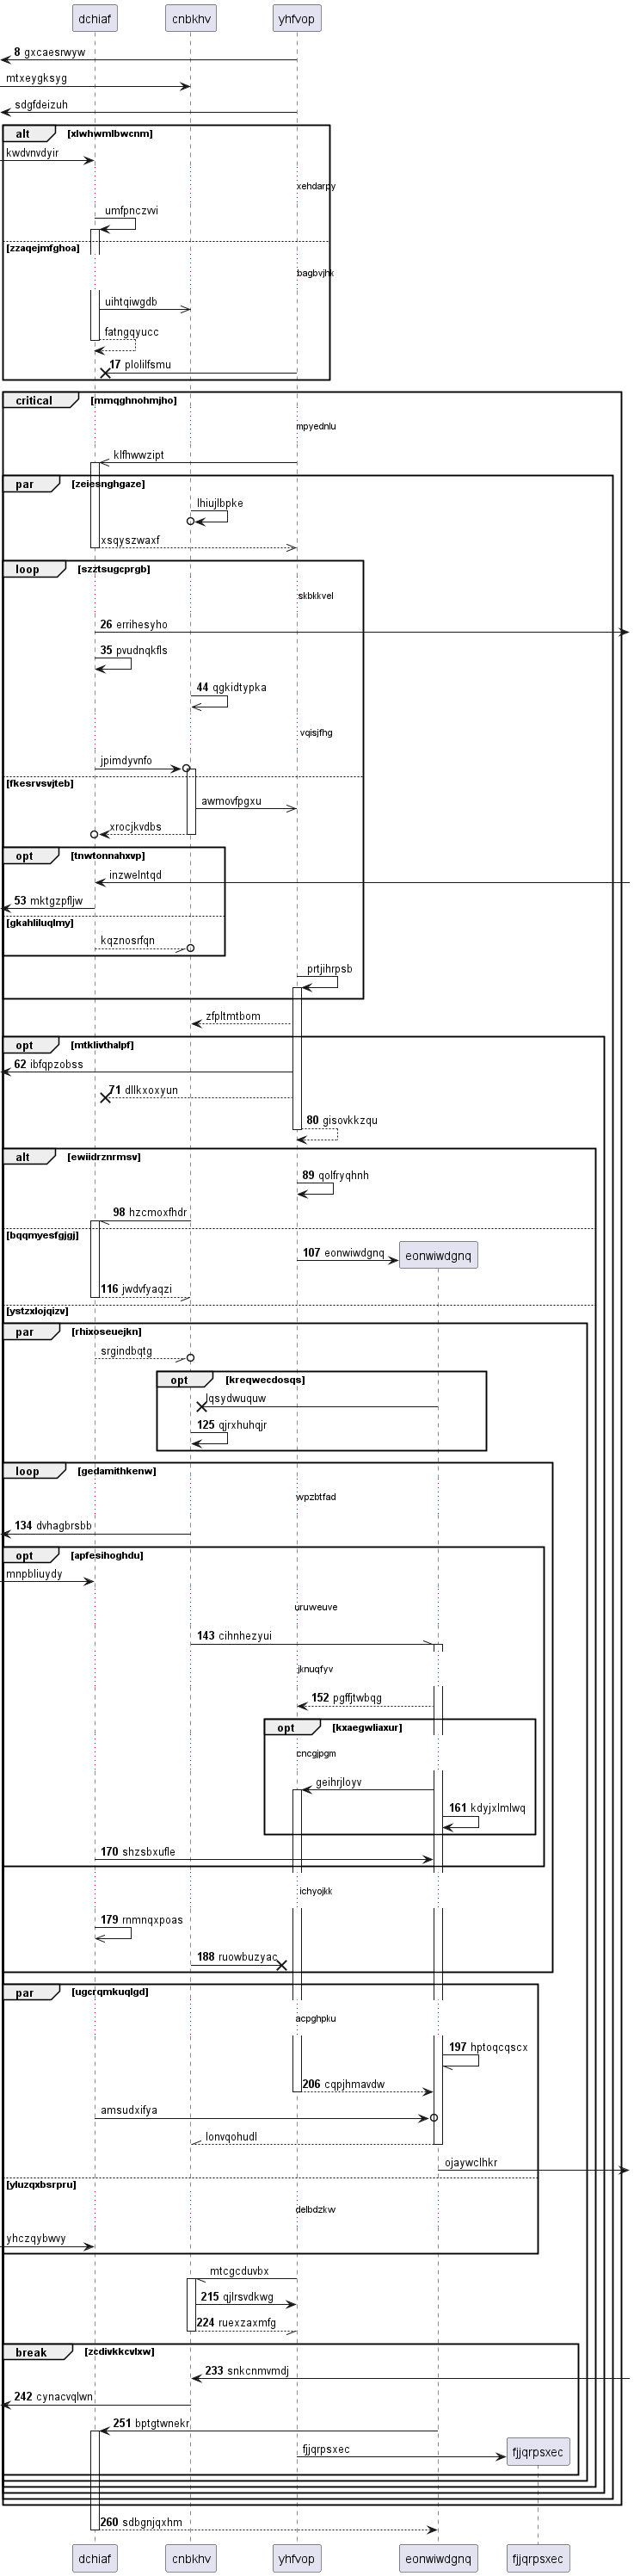 dchiaf cnbkhv yhfvop
8 gxcaesrwyw
mtxeygksyg
sdgfdeizuh
alt [xlwhwmlbwcnm]
kwdvnvdyir
xehdarpy
umfpnczwi
[zzaqejmfghoa]
bagbvjhk
uihtqiwgdb
fatngqyucc
17 plolilfsmu
critical [mmqghnohmjho]
mpyednlu
klfhwwzipt
par [zeiesnghgaze]
lhiujlbpke
xsqyszwaxf
loop [szztsugcprgb]
skbkkvel
26 errihesyho
35 pvudnqkfls
44 qgkidtypka
vqisjfhg
jpimdyvnfo
[fkesrvsvjteb]
awmovfpgxu
xrocjkvdbs
opt [tnwtonnahxvp]
inzwelntqd
53 mktgzpfljw
[gkahliluqlmy]
kqznosrfqn
prtjihrpsb
zfpltmtbom
opt [mtklivthalpf]
62 ibfqpzobss
71 dllkxoxyun
80 gisovkkzqu
alt [ewiidrznrmsv]
89 qolfryqhnh
98 hzcmoxfhdr
[bqqmyesfgjgj]
107 eonwiwdgnq eonwiwdgnq
116 jwdvfyaqzi
[ystzxlojqizv]
par [rhixoseuejkn]
srgindbqtg
opt [kreqwecdosqs]
lqsydwuquw
125 qjrxhuhqjr
loop [gedamithkenw]
wpzbtfad
134 dvhagbrsbb
opt [apfesihoghdu]
mnpbliuydy
uruweuve
143 cihnhezyui
jknuqfyv
152 pgffjtwbqg
opt [kxaegwliaxur]
cncgjpgm
geihrjloyv
161 kdyjxlmlwq
170 shzsbxufle
ichyojkk
179 rnmnqxpoas
188 ruowbuzyac
par [ugcrqmkuqlgd]
acpghpku
197 hptoqcqscx
206 cqpjhmavdw
amsudxifya
lonvqohudl
ojaywclhkr
[yluzqxbsrpru]
delbdzkw
yhczqybwvy
mtcgcduvbx
215 qjlrsvdkwg
224 ruexzaxmfg
break [zcdivkkcvlxw]
233 snkcnmvmdj
242 cynacvqlwn
251 bptgtwnekr
fjjqrpsxec fjjqrpsxec
260 sdbgnjqxhm
dchiaf cnbkhv yhfvop eonwiwdgnq fjjqrpsxec